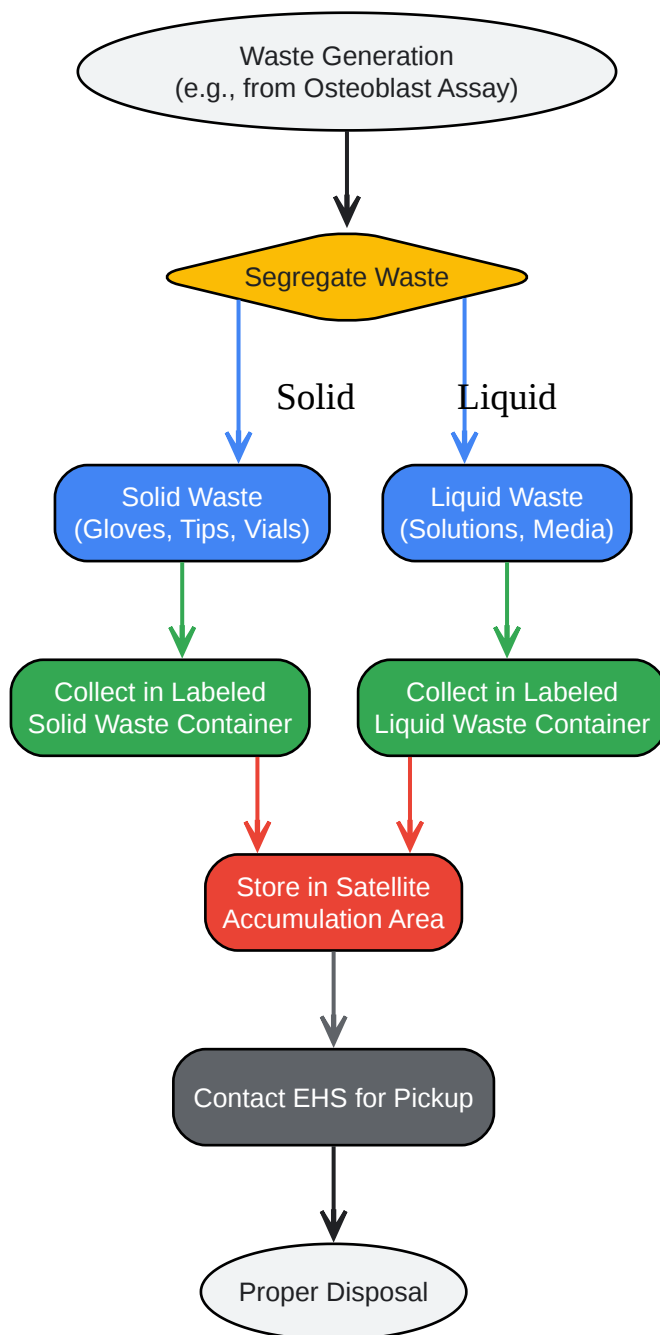 Waste Generation
(e.g., from Osteoblast Assay)
Segregate Waste
Solid
Liquid
Solid Waste
(Gloves, Tips, Vials)
Liquid Waste
(Solutions, Media)
Collect in Labeled
Solid Waste Container
Collect in Labeled
Liquid Waste Container
Store in Satellite
Accumulation Area
Contact EHS for Pickup
Proper Disposal